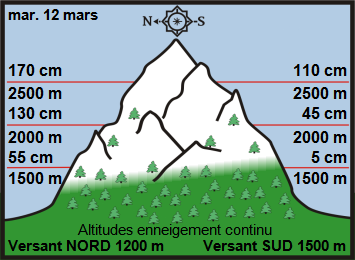 mar. 12 mars
N S
170 cm 110 cm
2500 m 2500 m
130 cm 45 cm
2000 m 2000 m
55 cm 5 cm
1500 m 1500 m
Altitudes enneigement continu
Versant NORD 1200 m Versant SUD 1500 m